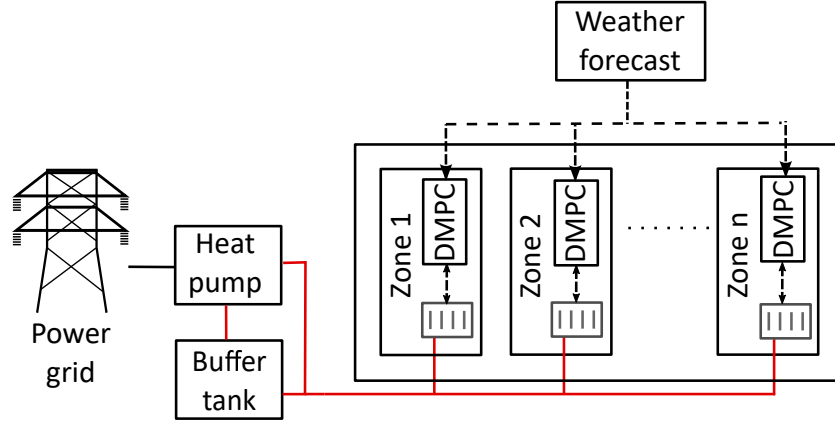 Weather
forecast
Zone 1
DMPC
Zone 2
DMPC
Zone n
DMPC
Heat
pump
Power
grid
Buffer
tank